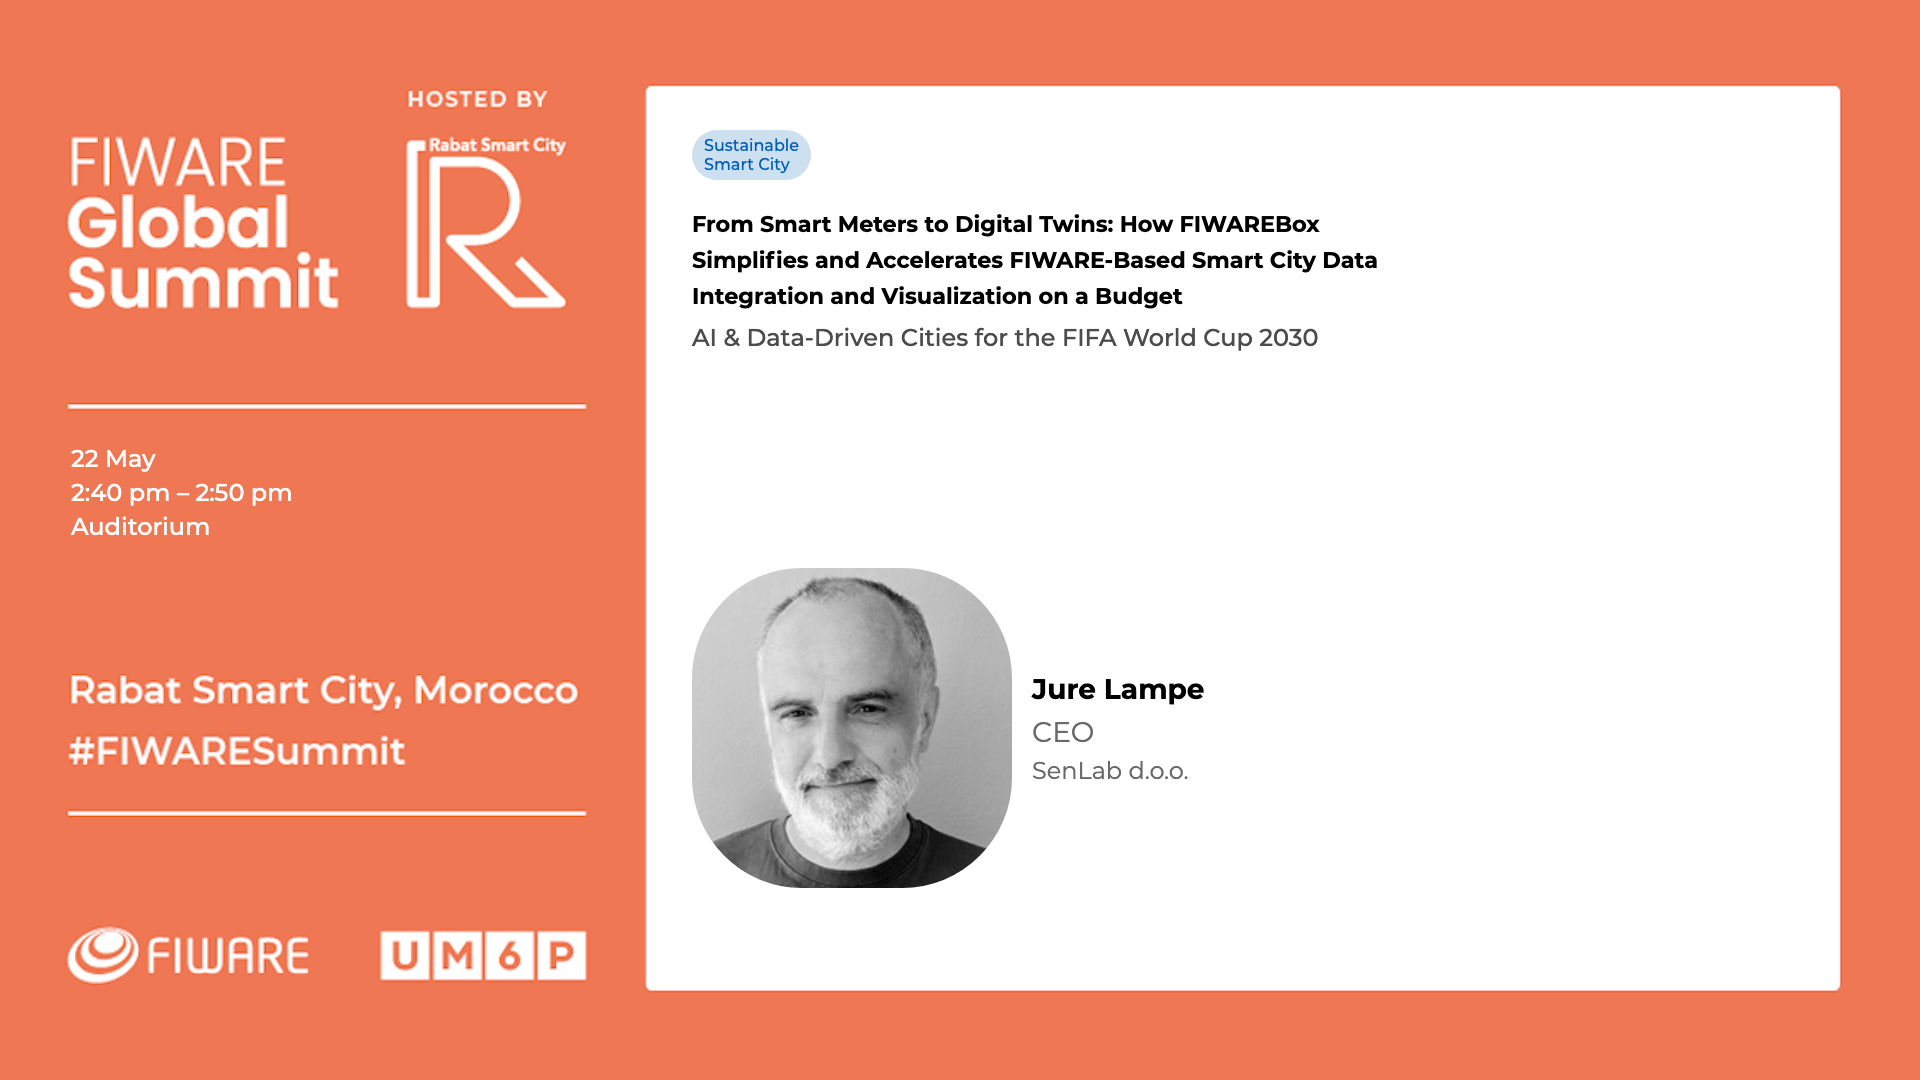 HOSTED BY
FIWARE
Global
Summit
Rabat Smart City
R
22 May
2:40 pm – 2:50 pm
Auditorium
Rabat Smart City, Morocco
#FIWARESummit
FIWARE
UM6P
Sustainable
Smart City
From Smart Meters to Digital Twins: How FIWAREBox
Simplifies and Accelerates FIWARE-Based Smart City Data
Integration and Visualization on a Budget
AI & Data-Driven Cities for the FIFA World Cup 2030
Jure Lampe
CEO
SenLab d.o.o.